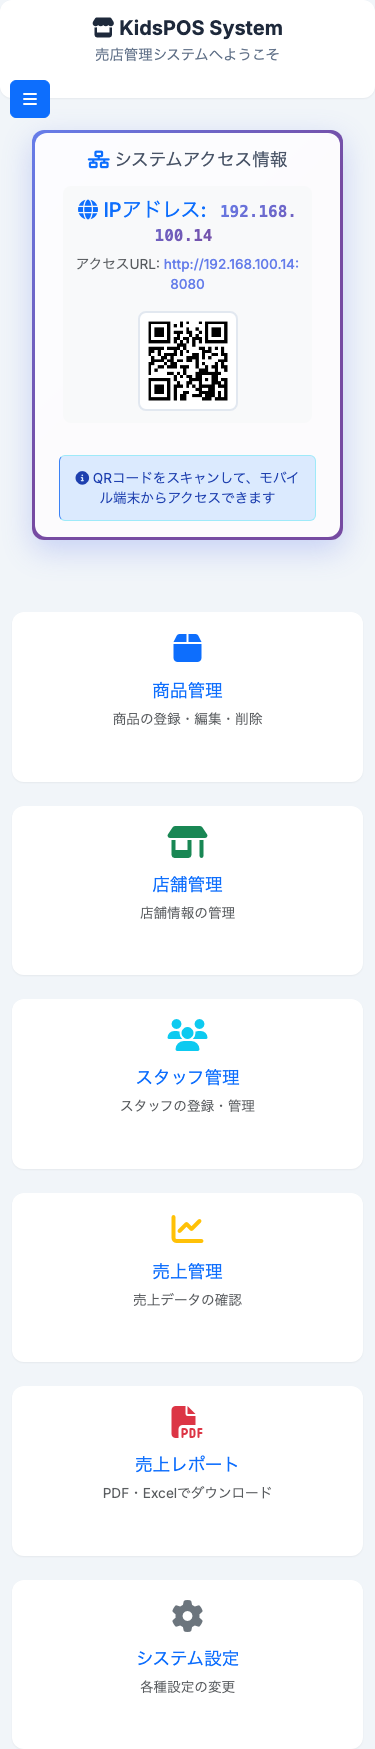 KidsPOS System
売店管理システムへようこそ
システムアクセス情報
IPアドレス: 192.168.
100.14
アクセスURL: http://192.168.100.14:
8080
QRコードをスキャンして、モバイ
ル端末からアクセスできます
商品管理
商品の登録・編集・削除
店舗管理
店舗情報の管理
スタッフ管理
スタッフの登録・管理
売上管理
売上データの確認
PDF
売上レポート
PDF・Excelでダウンロード
システム設定
各種設定の変更